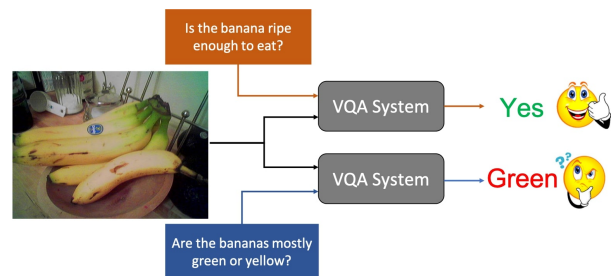 Is the banana ripe
enough to eat?
VQA System
Yes
VQA System
Green
??
Are the bananas mostly
green or yellow?